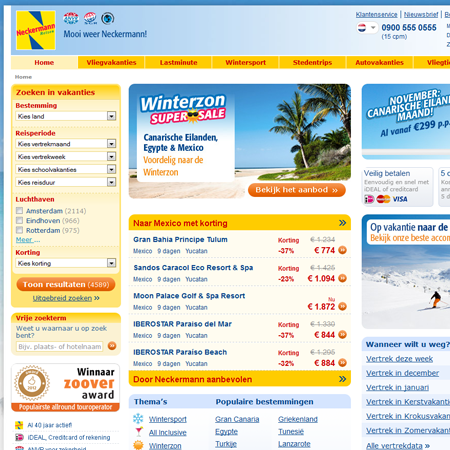 Neckermann
Reizen
Mooi weer Neckermann!
Klantenservice | Nieuwsbrief |
0900 555 0555
(15 cpm)
Home Vliegvakanties Lastminute Wintersport Stedentrips Autovakanties Vliegti
Home
Zoeken in vakanties
Bestemming
Kies land
Reisperiode
Kies vertrekmaand
Kies vertrekweek
Kies schoolvakanties
Kies reisduur
Luchthaven
Amsterdam (2114)
Eindhoven (966)
Rotterdam (975)
Meer ...
Korting
Kies korting
Toon resultaten (4589)
Uitgebreid zoeken
Vrije zoekterm
Weet u waarnaar u op zoek bent?
Bijv. plaats- of hotelnaam
Winnaar
zoover
award
Populairste allround touroperator
Al 40 jaar actief!
iDEAL, Creditcard of rekening
ANVR voor zekerheid
Winterzon
SUPER SALE
Canarische Eilanden,
Egypte & Mexico
Voordelig naar de
Winterzon
Bekijk het aanbod »
Naar Mexico met korting
Gran Bahia Principe Tulum Korting € 1.234
Mexico 9 dagen Yucatan -37% € 774
Sandos Caracol Eco Resort & Spa Korting € 1.425
Mexico 9 dagen Yucatan -23% € 1.094
Moon Palace Golf & Spa Resort Nu
Mexico 9 dagen Yucatan € 1.872
IBEROSTAR Paraiso del Mar Korting € 1.330
Mexico 9 dagen Yucatan -37% € 844
IBEROSTAR Paraiso Beach Korting € 1.295
Mexico 9 dagen Yucatan -32% € 884
Door Neckermann aanbevolen
Thema's
Wintersport
All inclusive
Winterzon
Populaire bestemmingen
Gran Canaria Griekenland
Egypte Tunesië
Turkije Lanzarote
NOVEMBER:
CANARISCHE EILAN
MAAND!
Al vanaf €299 p.p.
Veilig betalen
Eenvoudig en snel met
iDEAL of creditcard
VISA
5 d
Op vakantie naar de
Bekijk onze beste acco
Wanneer wilt u weg?
Vertrek deze week
Vertrek in december
Vertrek in Januari
Vertrek in Kerstvakanti
Vertrek in Krokusvakan
Vertrek in Zomervakant
Alle vertrekdata »